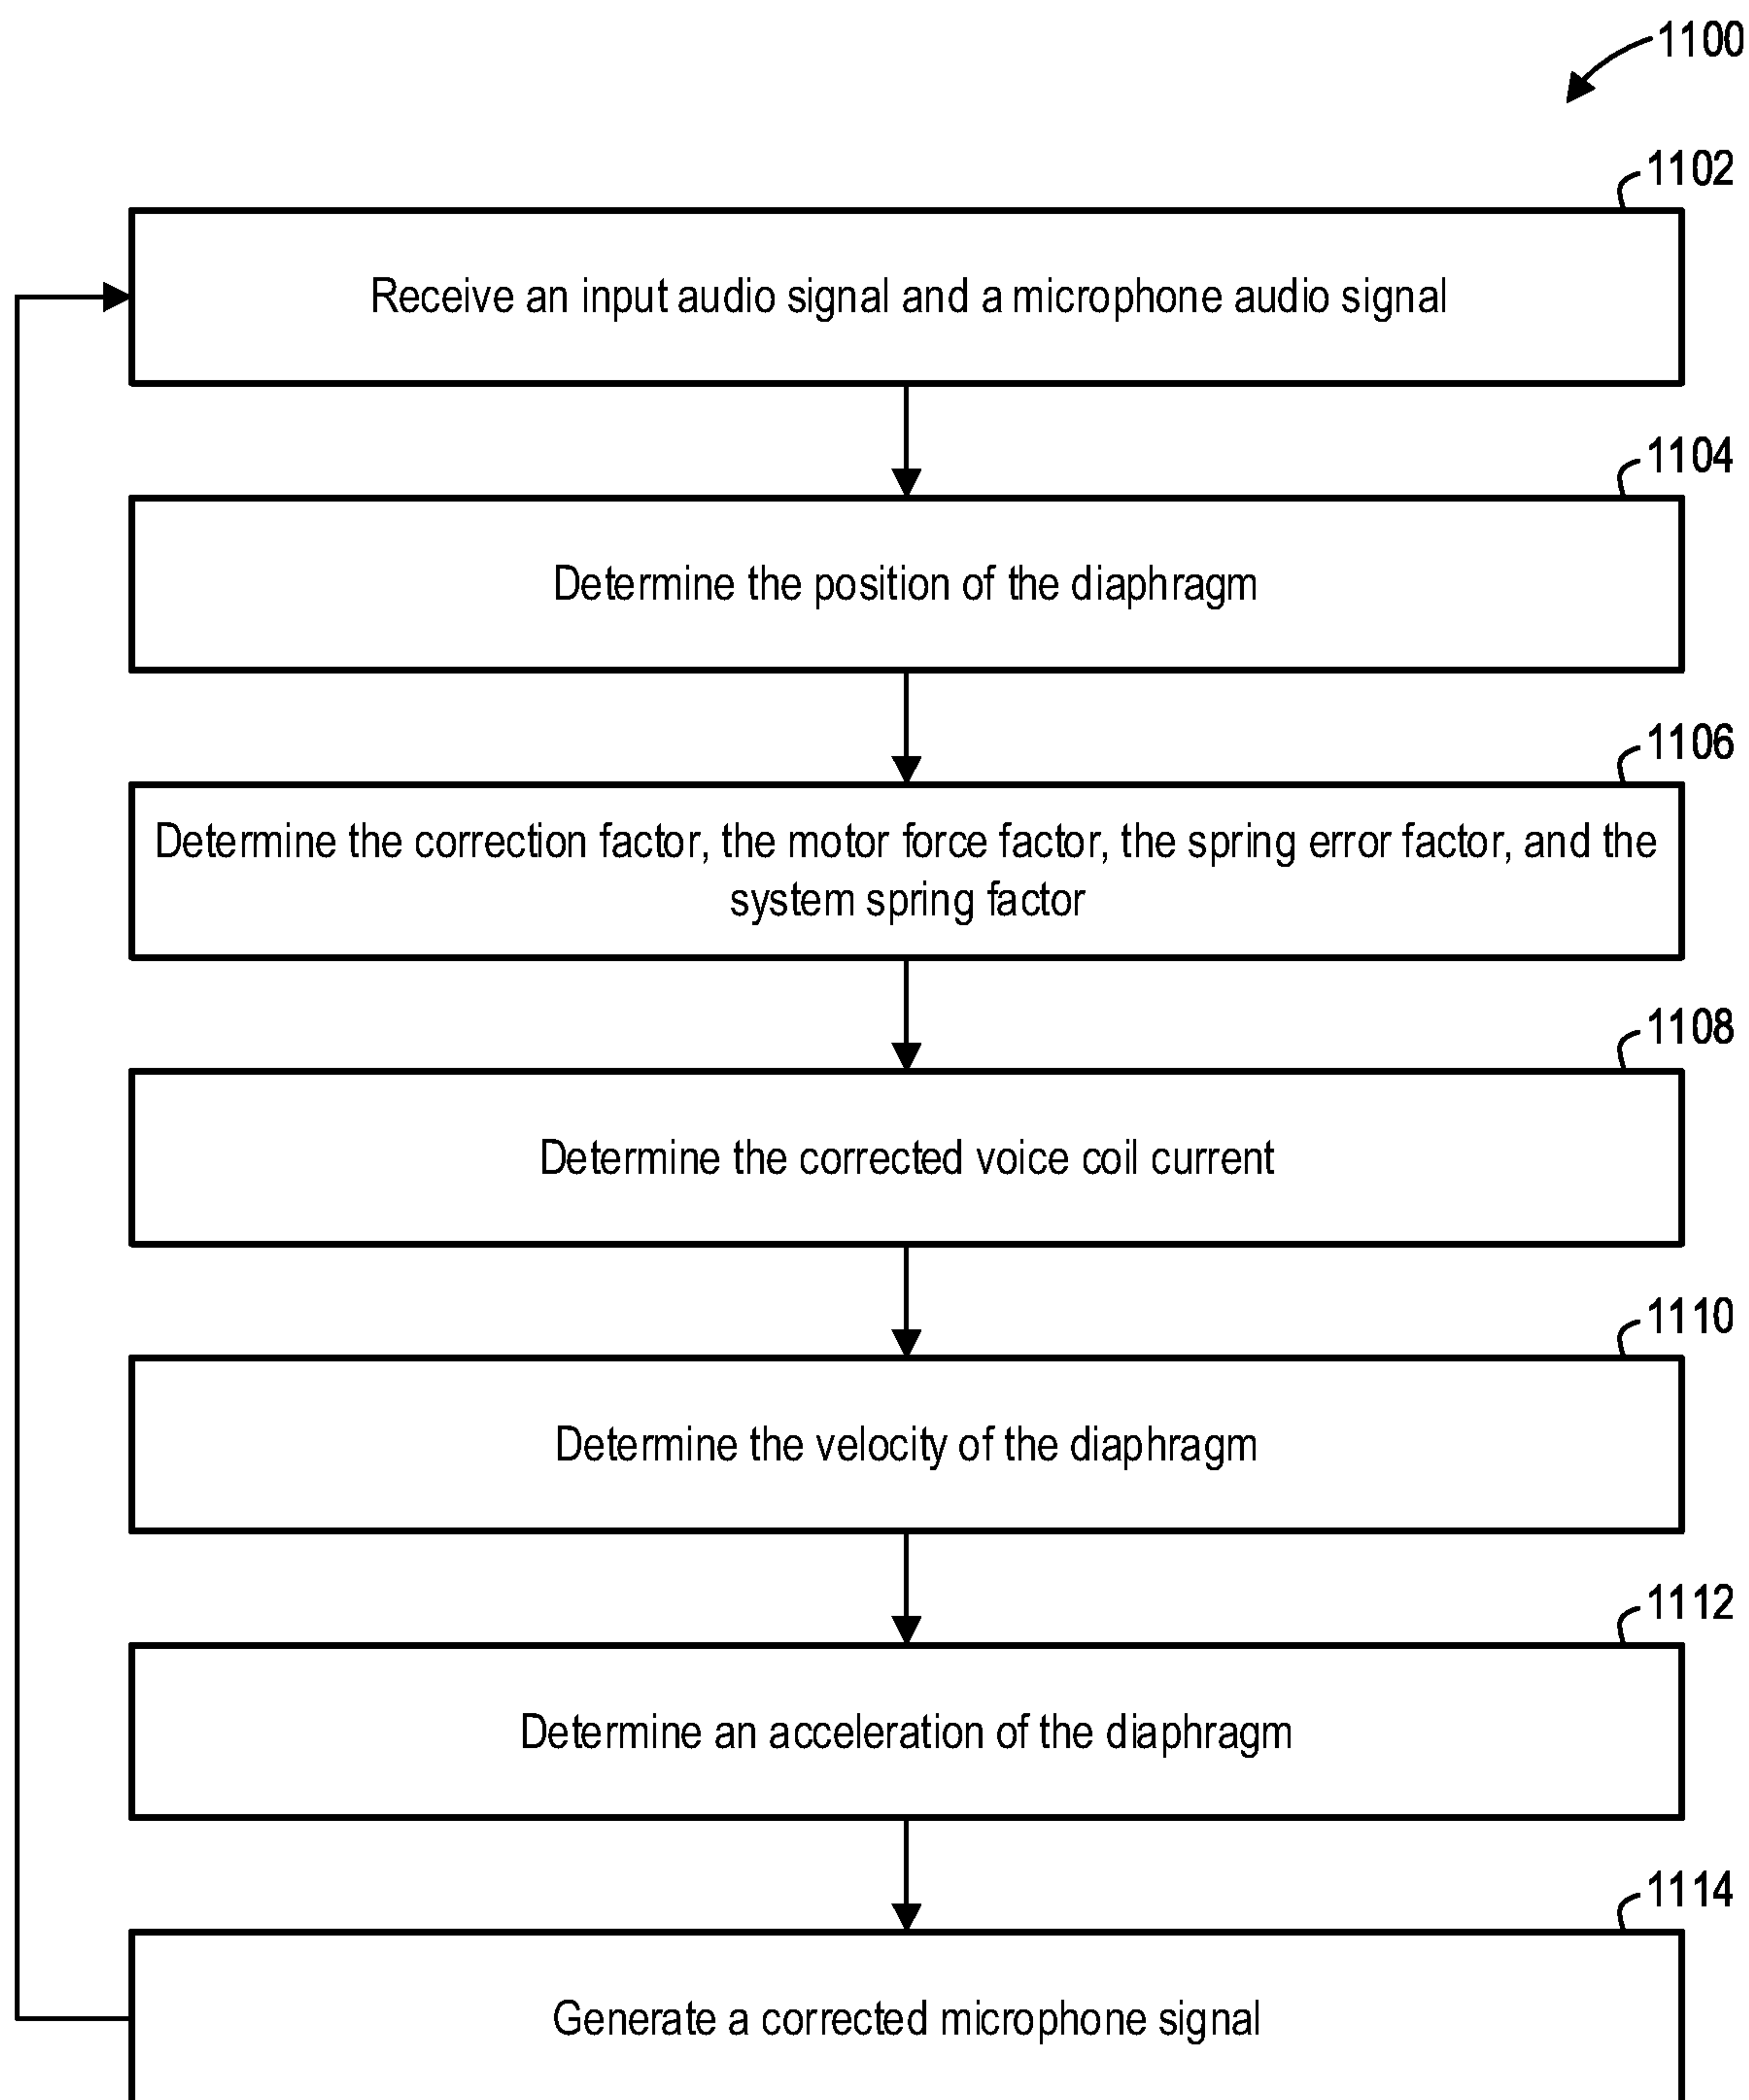 1100
1102
Receive an input audio signal and a microphone audio signal
1104
Determine the position of the diaphragm
1106
Determine the correction factor, the motor force factor, the spring error factor, and the
system spring factor
1108
Determine the corrected voice coil current
1110
Determine the velocity of the diaphragm
1112
Determine an acceleration of the diaphragm
1114
Generate a corrected microphone signal